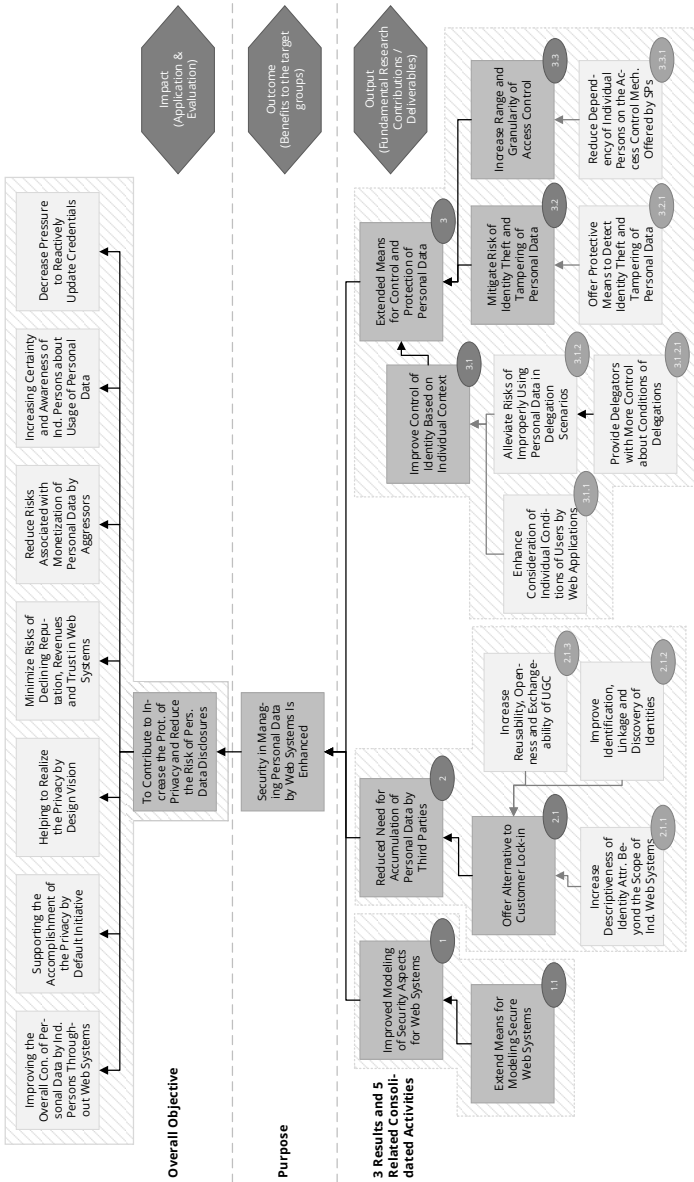 Improving the
Overall Con. of Per-
sonal Data by Ind.
Persons Through-
out Web Systems
Supporting the
Accomplishment of
the Privacy by
Default Initiative
Helping to Realize
the Privacy by
Design Vision
Minimize Risks of
Declining Repu-
tation, Revenues
and Trust in Web
Systems
Reduce Risks
Associated with
Monetization of
Personal Data by
Aggressors
Increasing Certainty
and Awareness of
Ind. Persons about
Usage of Personal
Data
Decrease Pressure
to Reactively
Update Credentials
Overall Objective
To Contribute to In-
crease the Prot. of
Privacy and Reduce
the Risk of Pers.
Data Disclosures
Impact
(Application &
Evaluation)
Purpose
Security in Manag-
ing Personal Data
by Web Systems Is
Enhanced
Outcome
(Benefits to the target
groups)
3 Results and 5
Related Consoli-
dated Activities
Improved Modeling
of Security Aspects
for Web Systems
1
Reduced Need for
Accumulation of
Personal Data by
Third Parties
2
Extended Means
for Control and
Protection of
Personal Data
3
Output
(Fundamental Research
Contributions /
Deliverables)
Extend Means for
Modeling Secure
Web Systems
1.1
Offer Alternative to
Customer Lock-in
2.1
Improve Control of
Identity Based on
Individual Context
3.1
Mitigate Risk of
Identity Theft and
Tampering of
Personal Data
3.2
Increase Range and
Granularity of
Access Control
3.3
Increase
Descriptiveness of
Identity Attr. Be-
yond the Scope of
Ind. Web Systems
2.1.1
Improve
Identification,
Linkage and
Discovery of
Identities
2.1.2
Increase
Reusability, Open-
ness and Exchange-
ability of UGC
2.1.3
Enhance
Consideration of
Individual Condi-
tions of Users by
Web Applications
3.1.1
Alleviate Risks of
Improperly Using
Personal Data in
Delegation
Scenarios
3.1.2
Provide Delegators
with More Control
about Conditions of
Delegations
3.1.2.1
Offer Protective
Means to Detect
Identity Theft and
Tampering of
Personal Data
3.2.1
Reduce Depend-
ency of Individual
Persons on the Ac-
cess Control Mech.
Offered by SPs
3.3.1